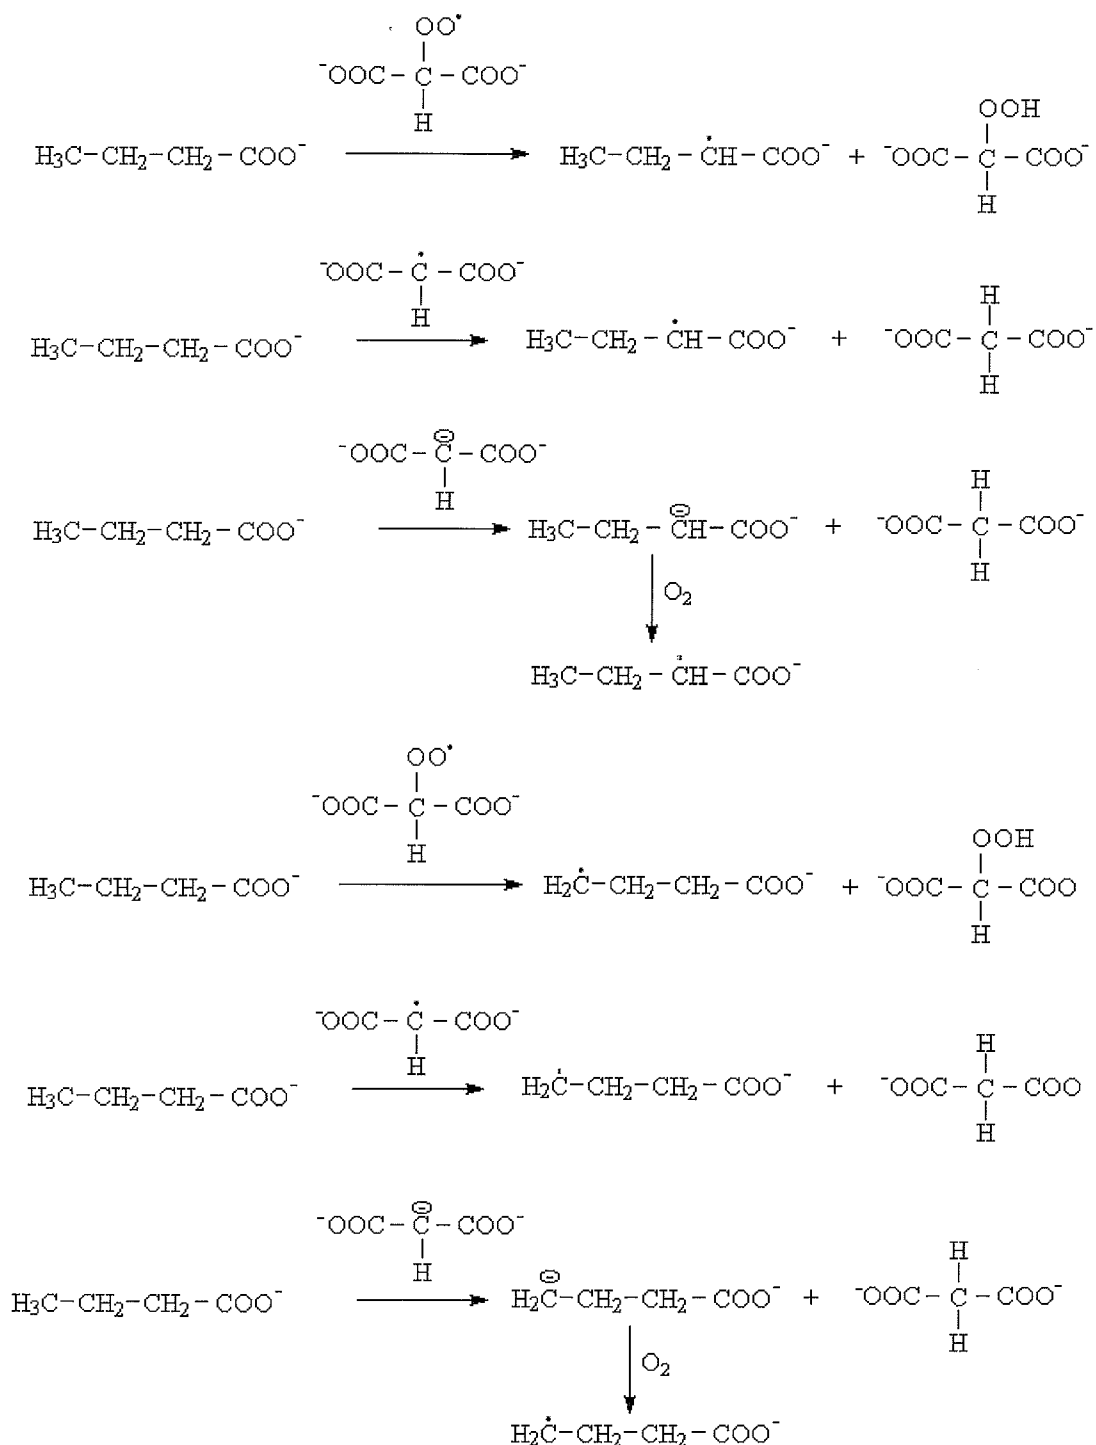 OO•
⁻OOC–C–COO⁻
H
OOH
H₃C–CH₂–CH₂–COO⁻ H₃C–CH₂–ĊH–COO⁻ + ⁻OOC–C–COO⁻
H
⁻OOC–Ċ–COO⁻
H
H
H₃C–CH₂–CH₂–COO⁻ H₃C–CH₂–ĊH–COO⁻ + ⁻OOC–C–COO⁻
H
⊖
⁻OOC–C–COO⁻
H
H
⊖
H₃C–CH₂–CH₂–COO⁻ H₃C–CH₂–CH–COO⁻ + ⁻OOC–C–COO⁻
H
O₂
H₃C–CH₂–ĊH–COO⁻
OO•
⁻OOC–C–COO⁻
H
OOH
H₃C–CH₂–CH₂–COO⁻ H₂Ċ–CH₂–CH₂–COO⁻ + ⁻OOC–C–COO
H
⁻OOC–Ċ–COO⁻
H
H
H₃C–CH₂–CH₂–COO⁻ H₂Ċ–CH₂–CH₂–COO⁻ + ⁻OOC–C–COO
H
⊖
⁻OOC–C–COO⁻
H
H
⊖
H₃C–CH₂–CH₂–COO⁻ H₂C–CH₂–CH₂–COO⁻ + ⁻OOC–C–COO⁻
H
O₂
H₂Ċ–CH₂–CH₂–COO⁻